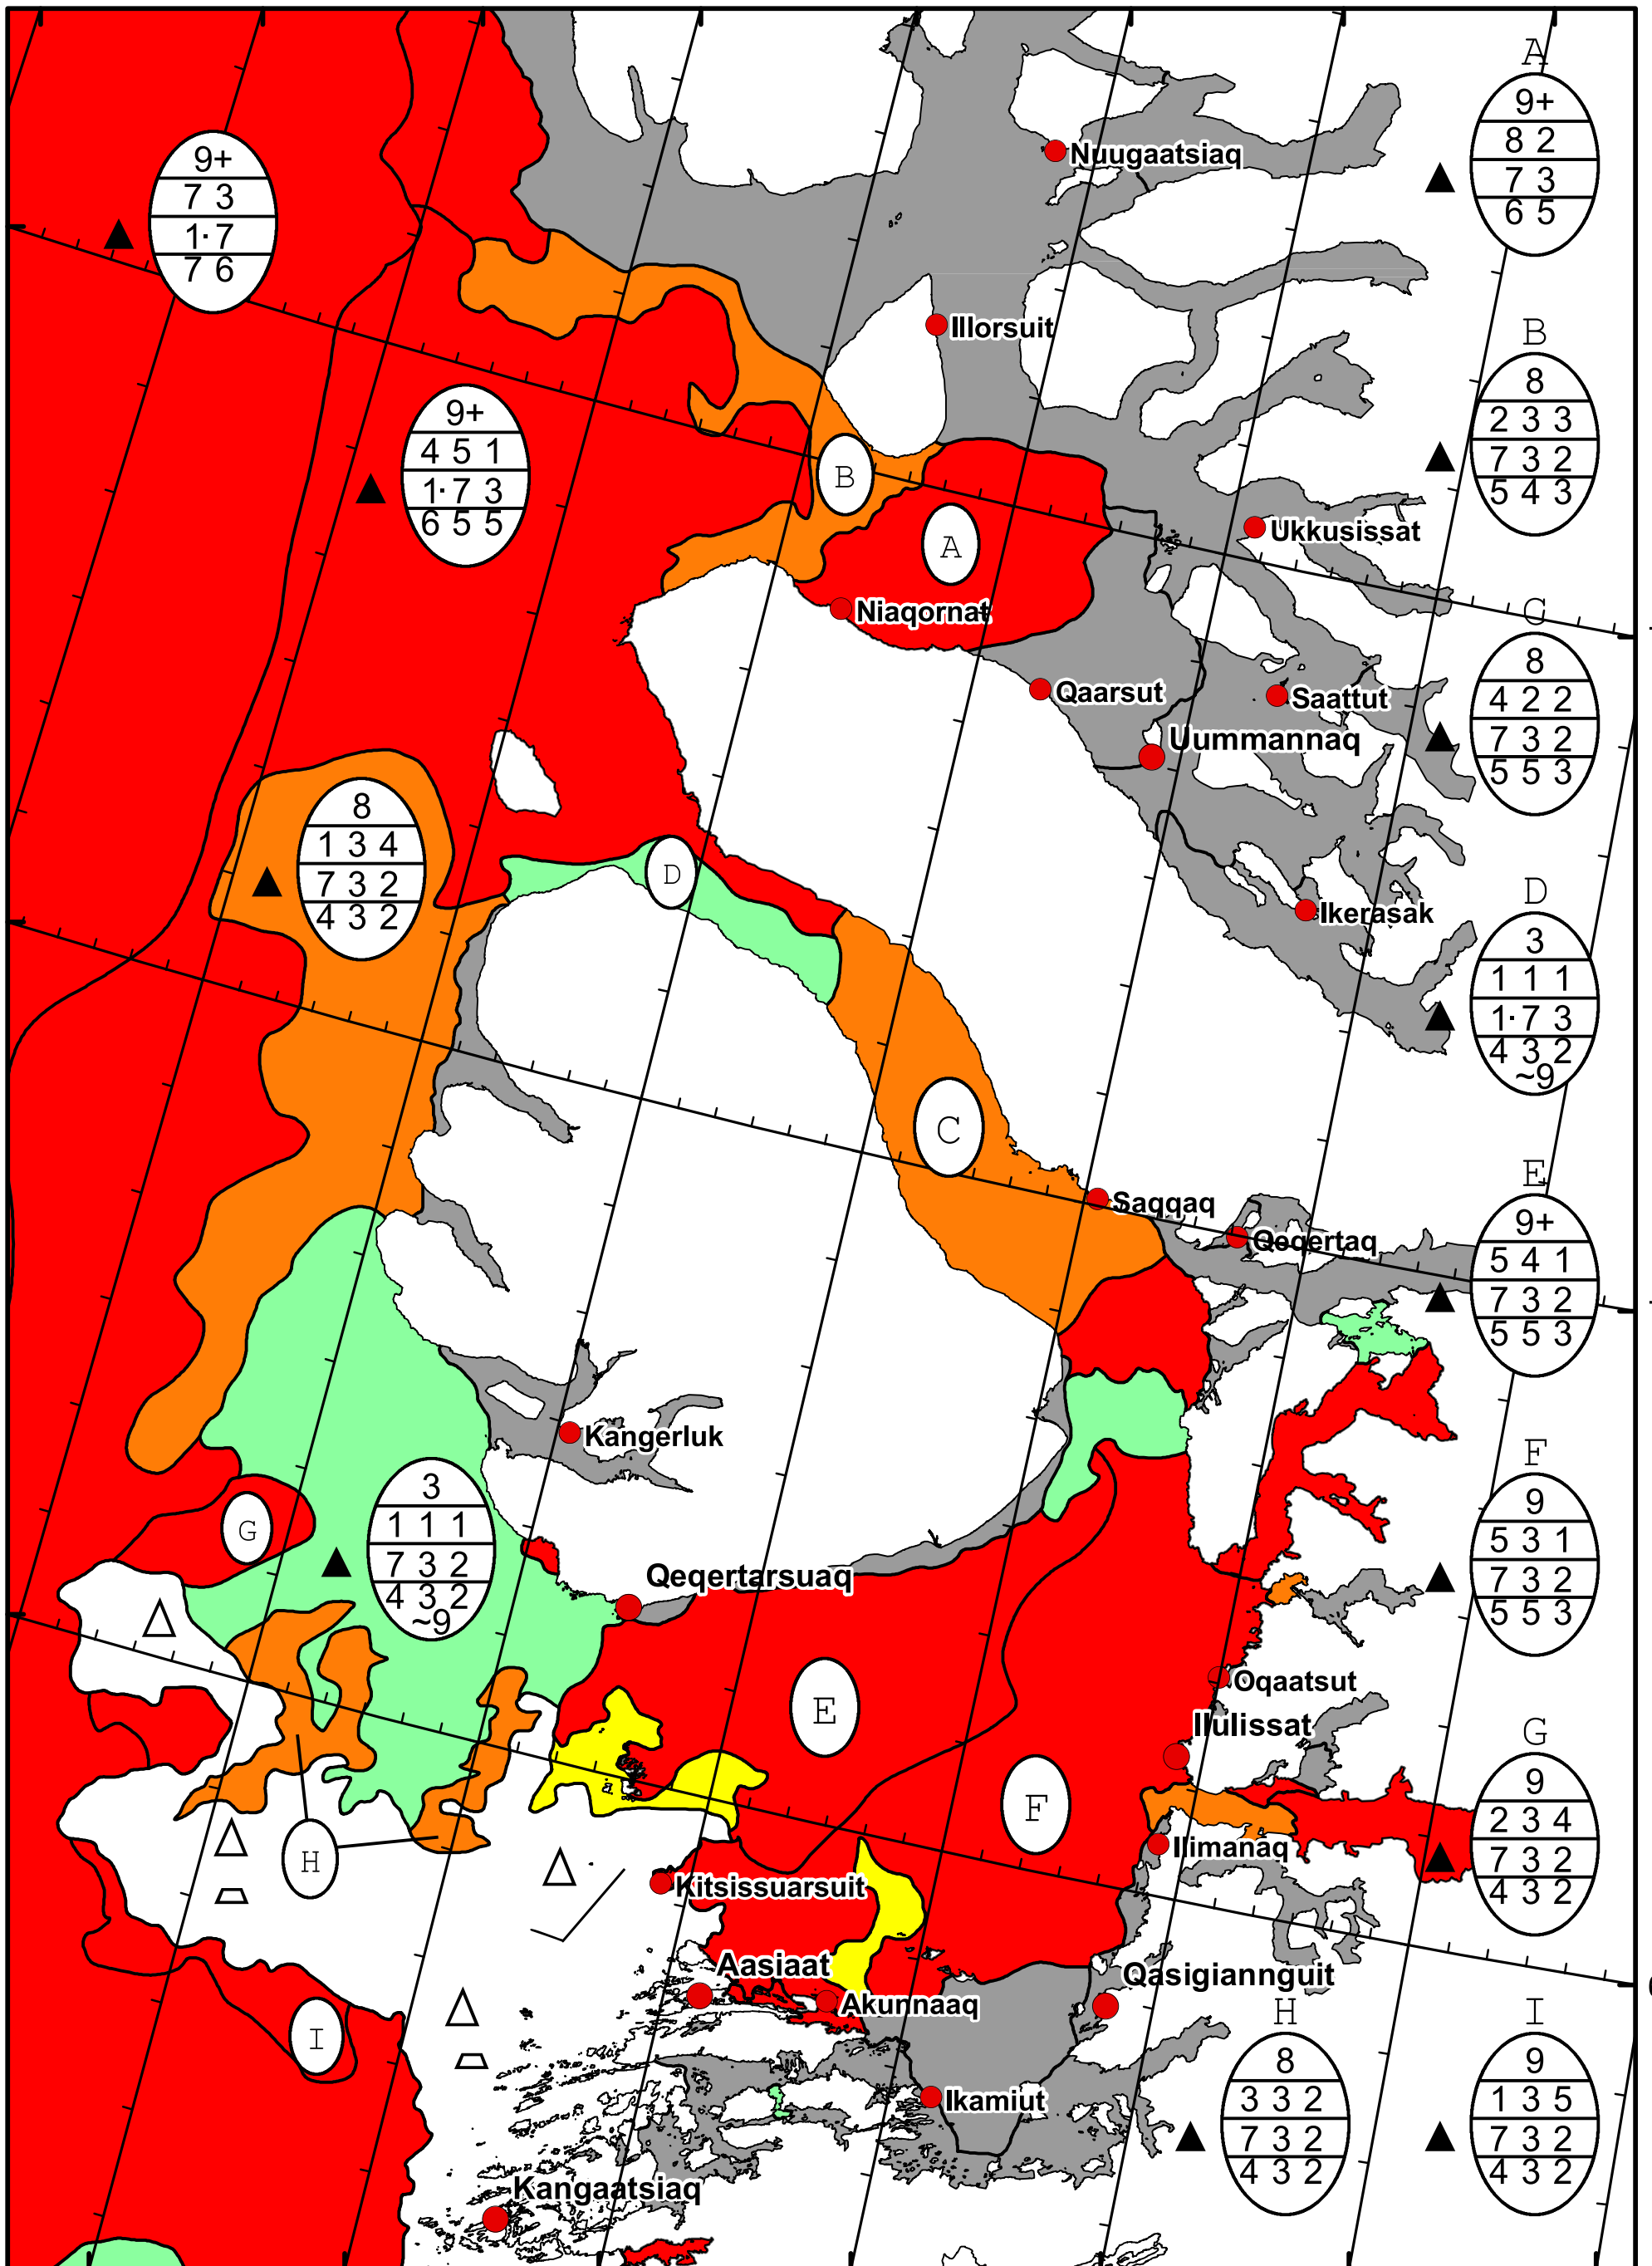 A
9+
8 2
7 3
6 5
Nuugaatsiaq
9+
7 3
1· 7
7 6
Illorsuit
B
8
2 3 3
7 3 2
5 4 3
9+
4 5 1
1· 7 3
6 5 5
B
A
Ukkusissat
Niaqornat
C
8
4 2 2
7 3 2
5 5 3
Qaarsut
Saattut
Uummannaq
8
1 3 4
7 3 2
4 3 2
D
Ikerasak
D
3
1 1 1
1· 7 3
4 3 2
~9
C
Saqqaq
Qeqertaq
E
9+
5 4 1
7 3 2
5 5 3
Kangerluk
F
9
5 3 1
7 3 2
5 5 3
G
3
1 1 1
7 3 2
4 3 2
~9
Qeqertarsuaq
E
Oqaatsut
Ilulissat
G
9
2 3 4
7 3 2
4 3 2
F
H
Ilimanaq
Kitsissuarsuit
Aasiaat
Akunnaaq
Qasigiannguit
I
H
8
3 3 2
7 3 2
4 3 2
I
9
1 3 5
7 3 2
4 3 2
Ikamiut
Kangaatsiaq